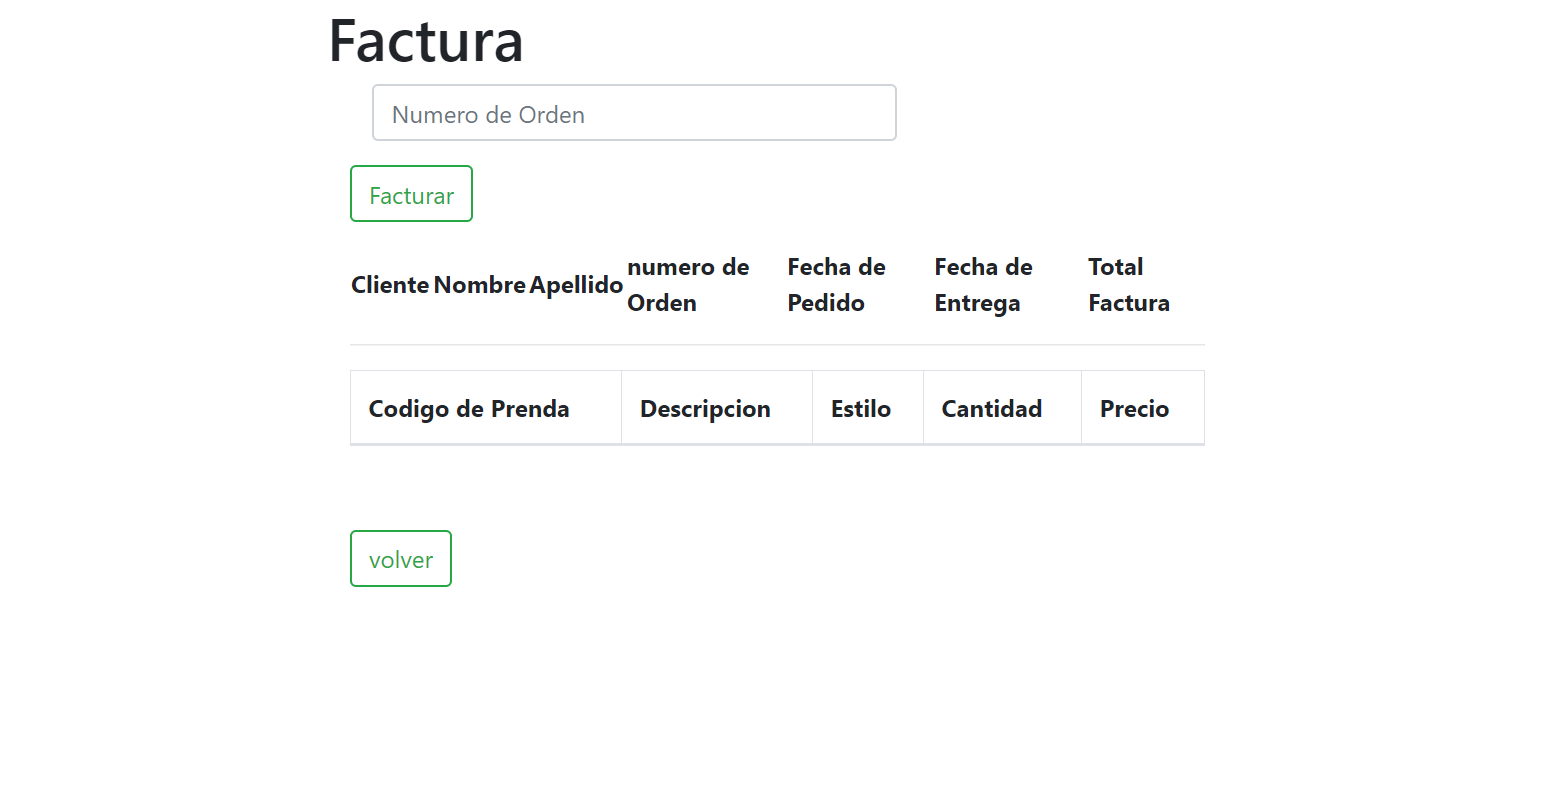 Factura
Numero de Orden
Facturar
Cliente Nombre Apellido numero de Orden Fecha de Pedido Fecha de Entrega Total Factura
Codigo de Prenda Descripcion Estilo Cantidad Precio
volver